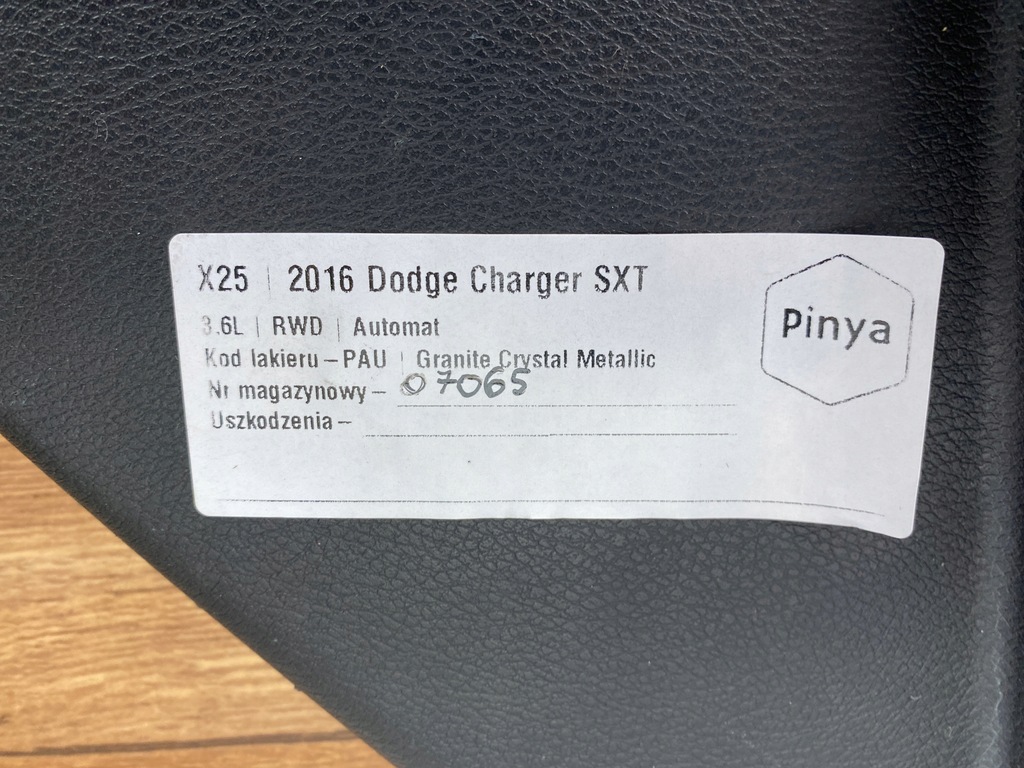 X25 | 2016 Dodge Charger SXT
3.6L | RWD | Automat
Kod lakieru – PAU | Granite Crystal Metallic
Nr magazynowy – 07065
Uszkodzenia –
Pinya